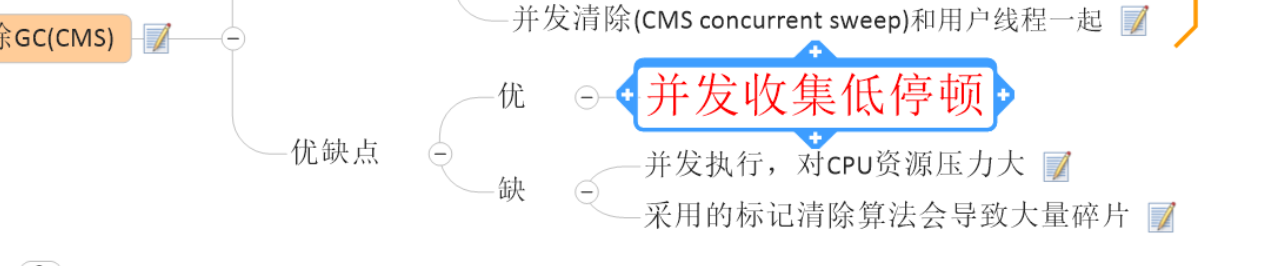 并发清除(CMS concurrent sweep)和用户线程一起
除GC(CMS)
优
并发收集低停顿
优缺点
并发执行，对CPU资源压力大
缺
采用的标记清除算法会导致大量碎片